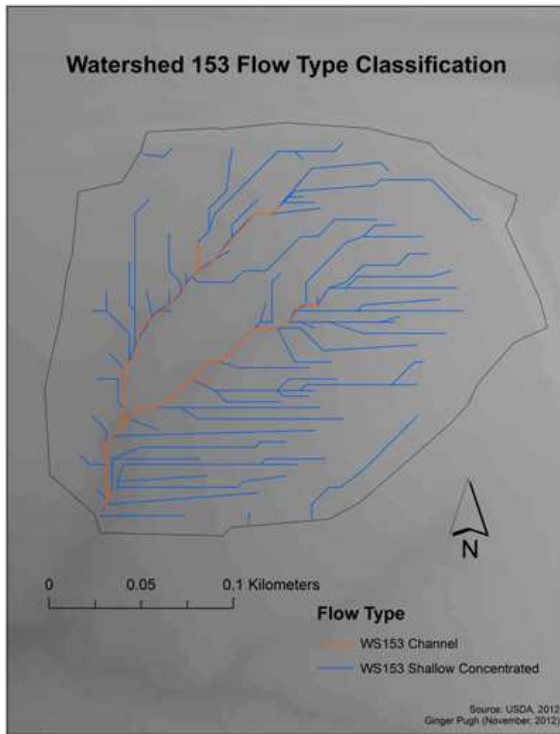 Watershed 153 Flow Type Classification
N
0 0.05 0.1 Kilometers
Flow Type
WS153 Channel
WS153 Shallow Concentrated
Source: USDA, 2012
Ginger Pugh (November, 2012)